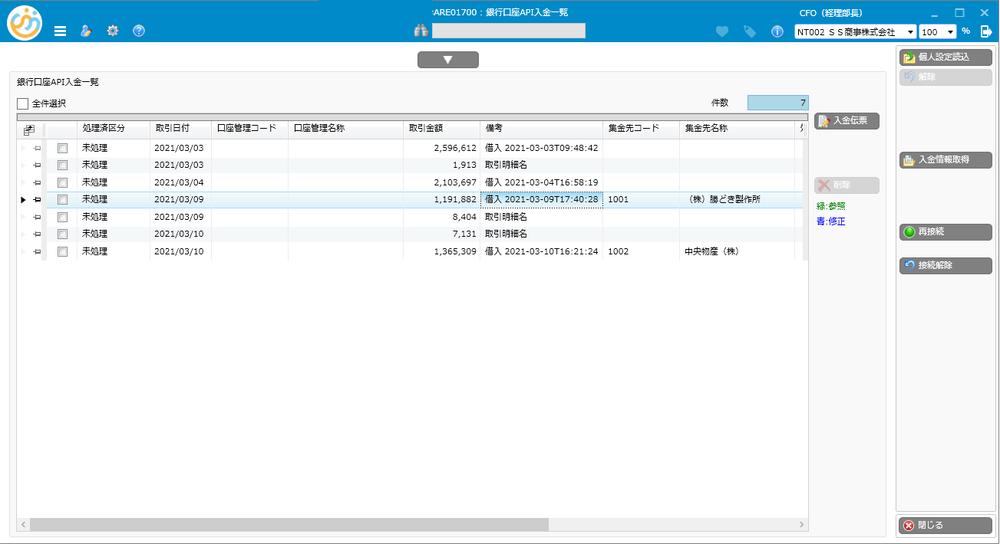 ARE01700：銀行口座API入金一覧
CFO（経理部長）
NT002 ＳＳ商事株式会社 100 %
銀行口座API入金一覧
全件選択 件数 7
処理済区分 取引日付 口座管理コード 口座管理名称 取引金額 備考 集金先コード 集金先名称
未処理 2021/03/03 2,596,612 借入 2021-03-03T09:48:42
未処理 2021/03/03 1,913 取引明細名
未処理 2021/03/04 2,103,697 借入 2021-03-04T16:58:19
未処理 2021/03/09 1,191,882 借入 2021-03-09T17:40:28 1001 （株）勝どき製作所
未処理 2021/03/09 8,404 取引明細名
未処理 2021/03/10 7,131 取引明細名
未処理 2021/03/10 1,365,309 借入 2021-03-10T16:21:24 1002 中央物産（株）
入金伝票
削除
緑:参照
青:修正
個人設定読込
解除
入金情報取得
再接続
接続解除
閉じる